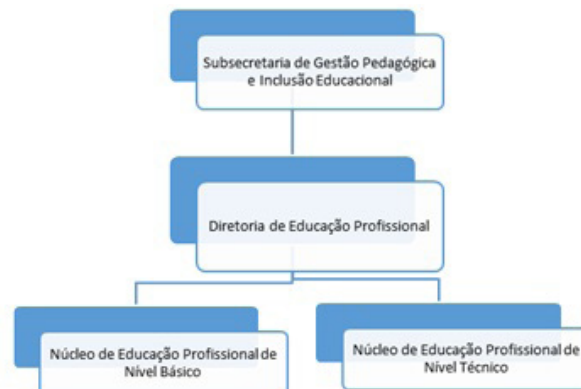 Subsecretaria de Gestão Pedagógica
e Inclusão Educacional
Diretoria de Educação Profissional
Núcleo de Educação Profissional de
Nível Básico
Núcleo de Educação Profissional de
Nível Técnico